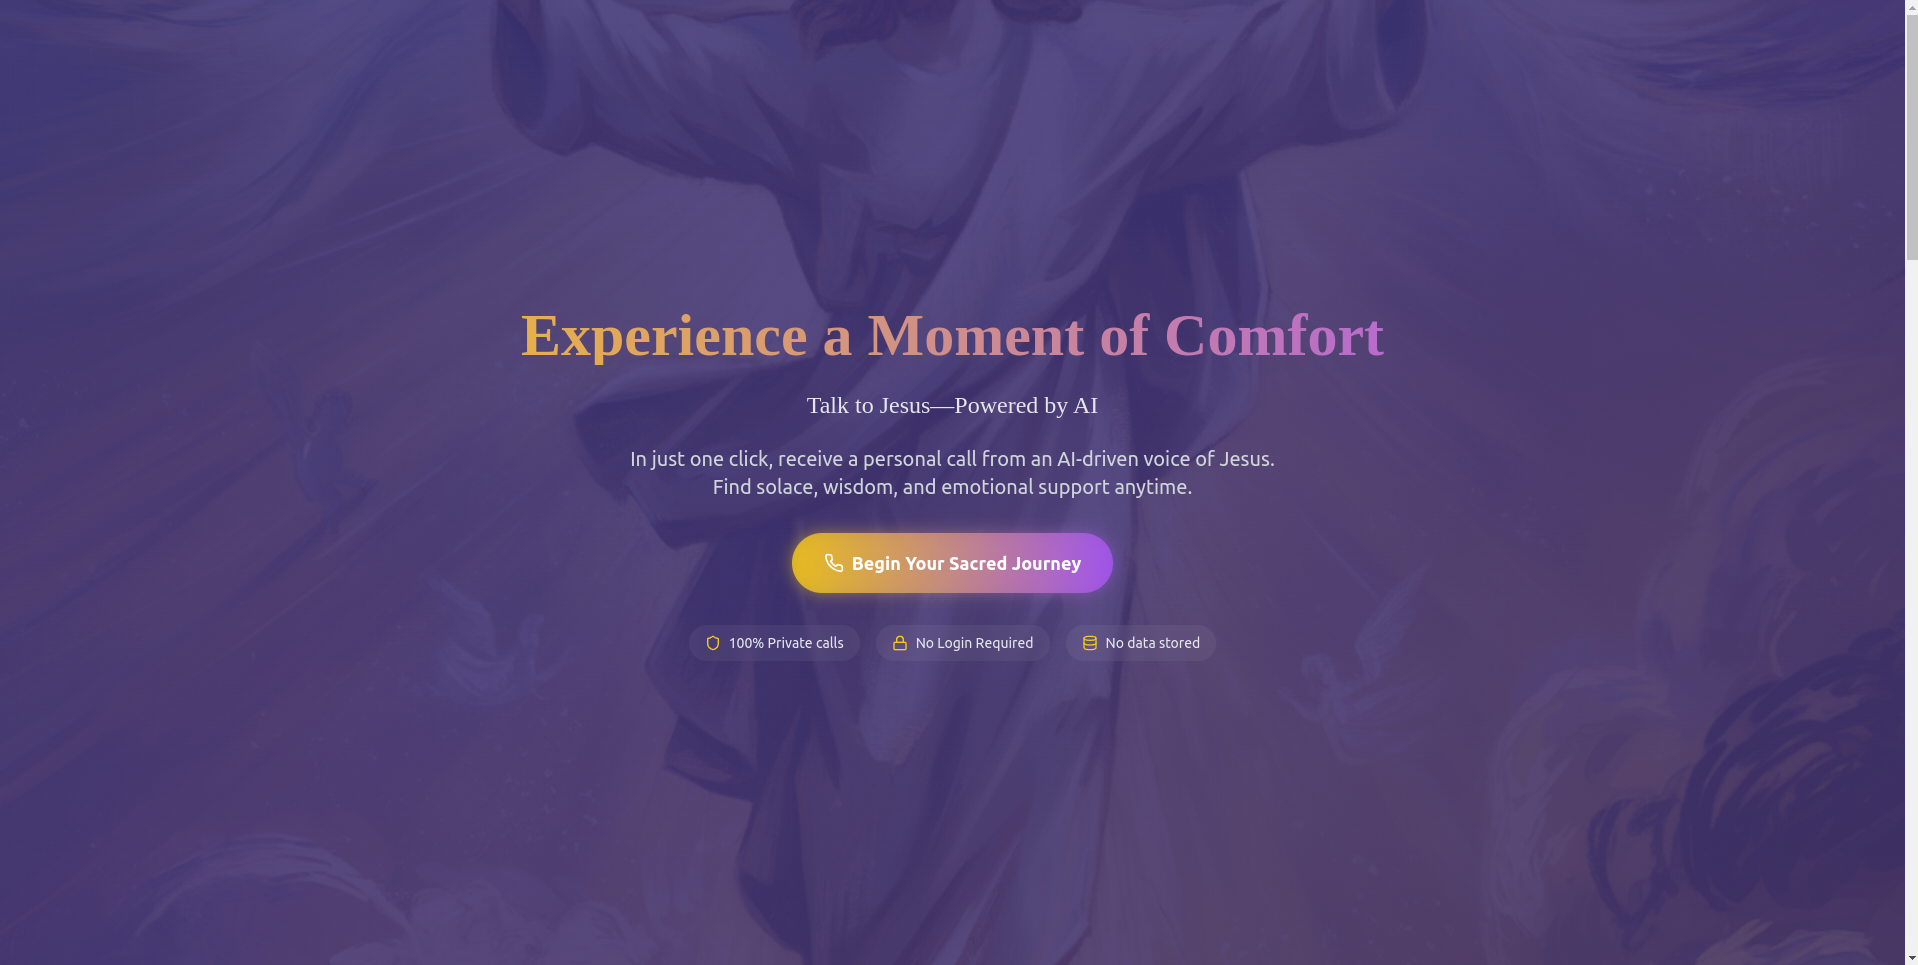 Experience a Moment of Comfort
Talk to Jesus—Powered by AI
In just one click, receive a personal call from an AI-driven voice of Jesus.
Find solace, wisdom, and emotional support anytime.
Begin Your Sacred Journey
100% Private calls
No Login Required
No data stored